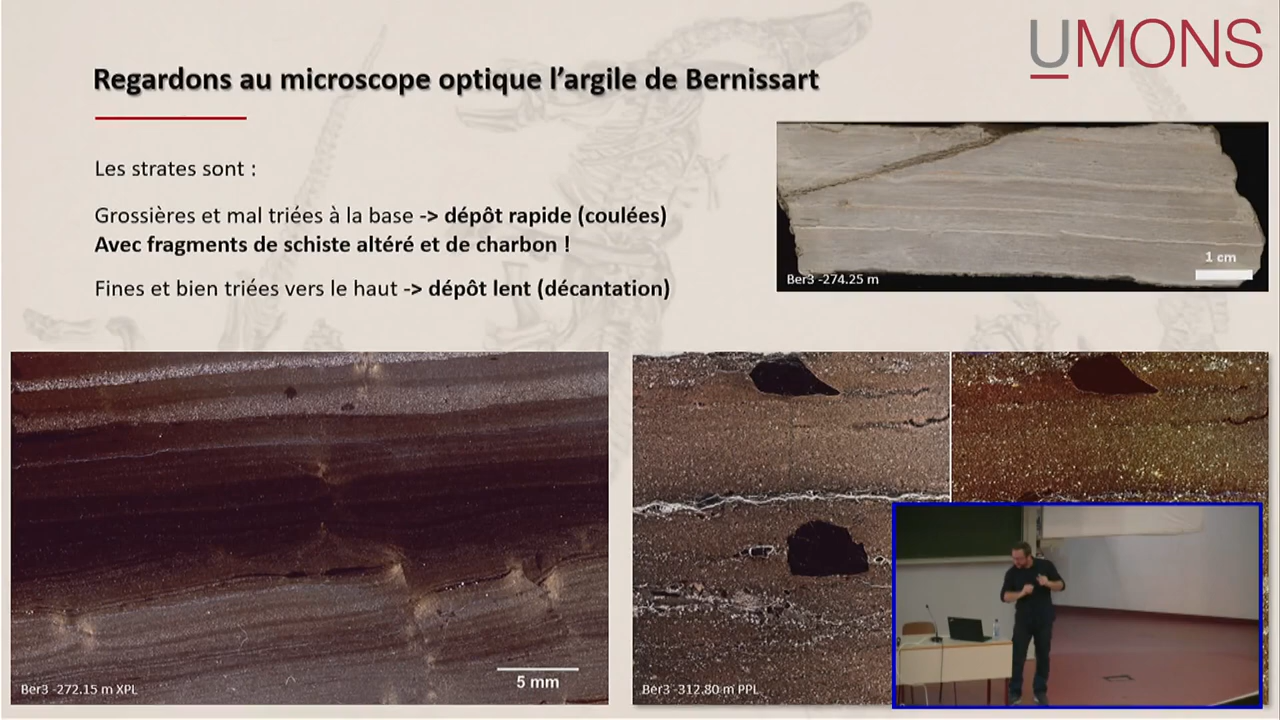 UMONS
Regardons au microscope optique l'argile de Bernissart
Les strates sont :
Grossières et mal triées à la base -> dépôt rapide (coulées)
Avec fragments de schiste altéré et de charbon !
Fines et bien triées vers le haut -> dépôt lent (décantation)
1 cm
Ber3 -274.25 m
5 mm
Ber3 -272.15 m XPL
Ber3 -312.80 m PPL